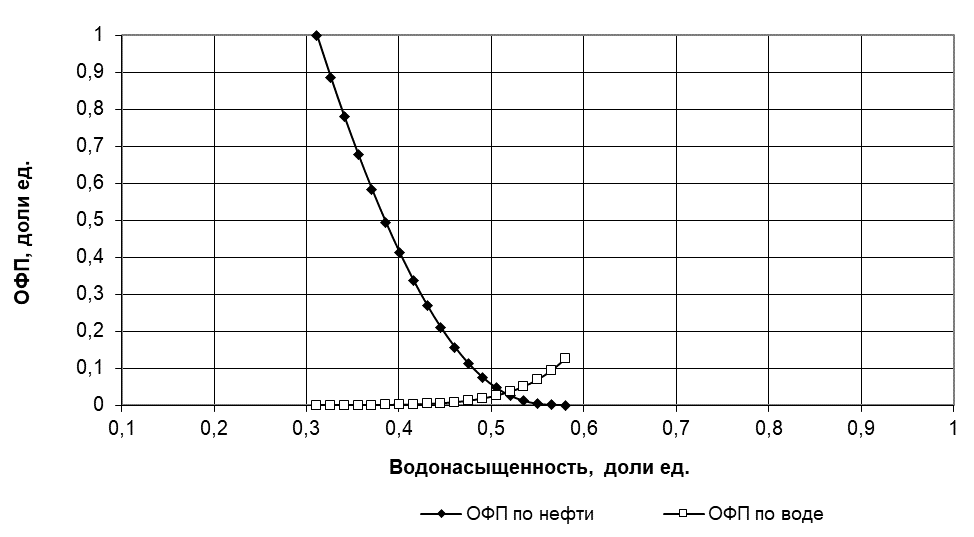 ОФП, доли ед.
1
0,9
0,8
0,7
0,6
0,5
0,4
0,3
0,2
0,1
0
0,1 0,2 0,3 0,4 0,5 0,6 0,7 0,8 0,9 1
Водонасыщенность, доли ед.
ОФП по нефти ОФП по воде